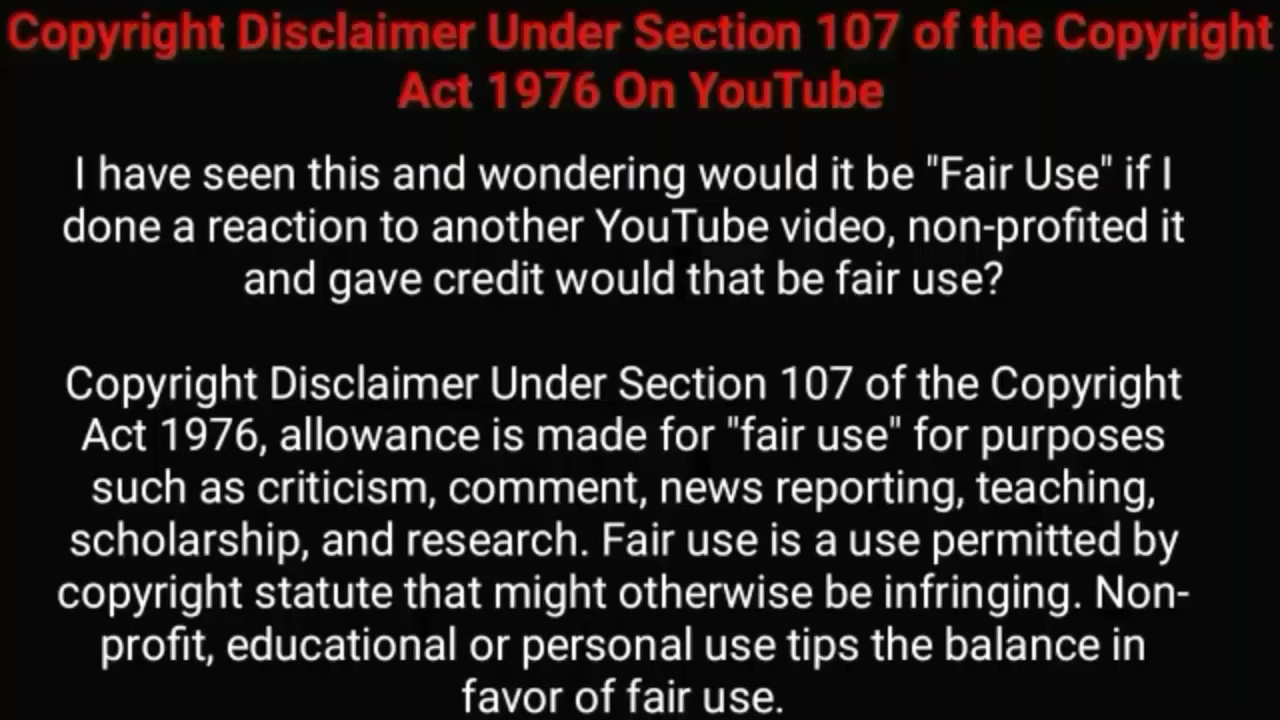 Copyright Disclaimer Under Section 107 of the Copyright
Act 1976 On YouTube
I have seen this and wondering would it be "Fair Use" if I
done a reaction to another YouTube video, non-profited it
and gave credit would that be fair use?
Copyright Disclaimer Under Section 107 of the Copyright
Act 1976, allowance is made for "fair use" for purposes
such as criticism, comment, news reporting, teaching,
scholarship, and research. Fair use is a use permitted by
copyright statute that might otherwise be infringing. Non-
profit, educational or personal use tips the balance in
favor of fair use.